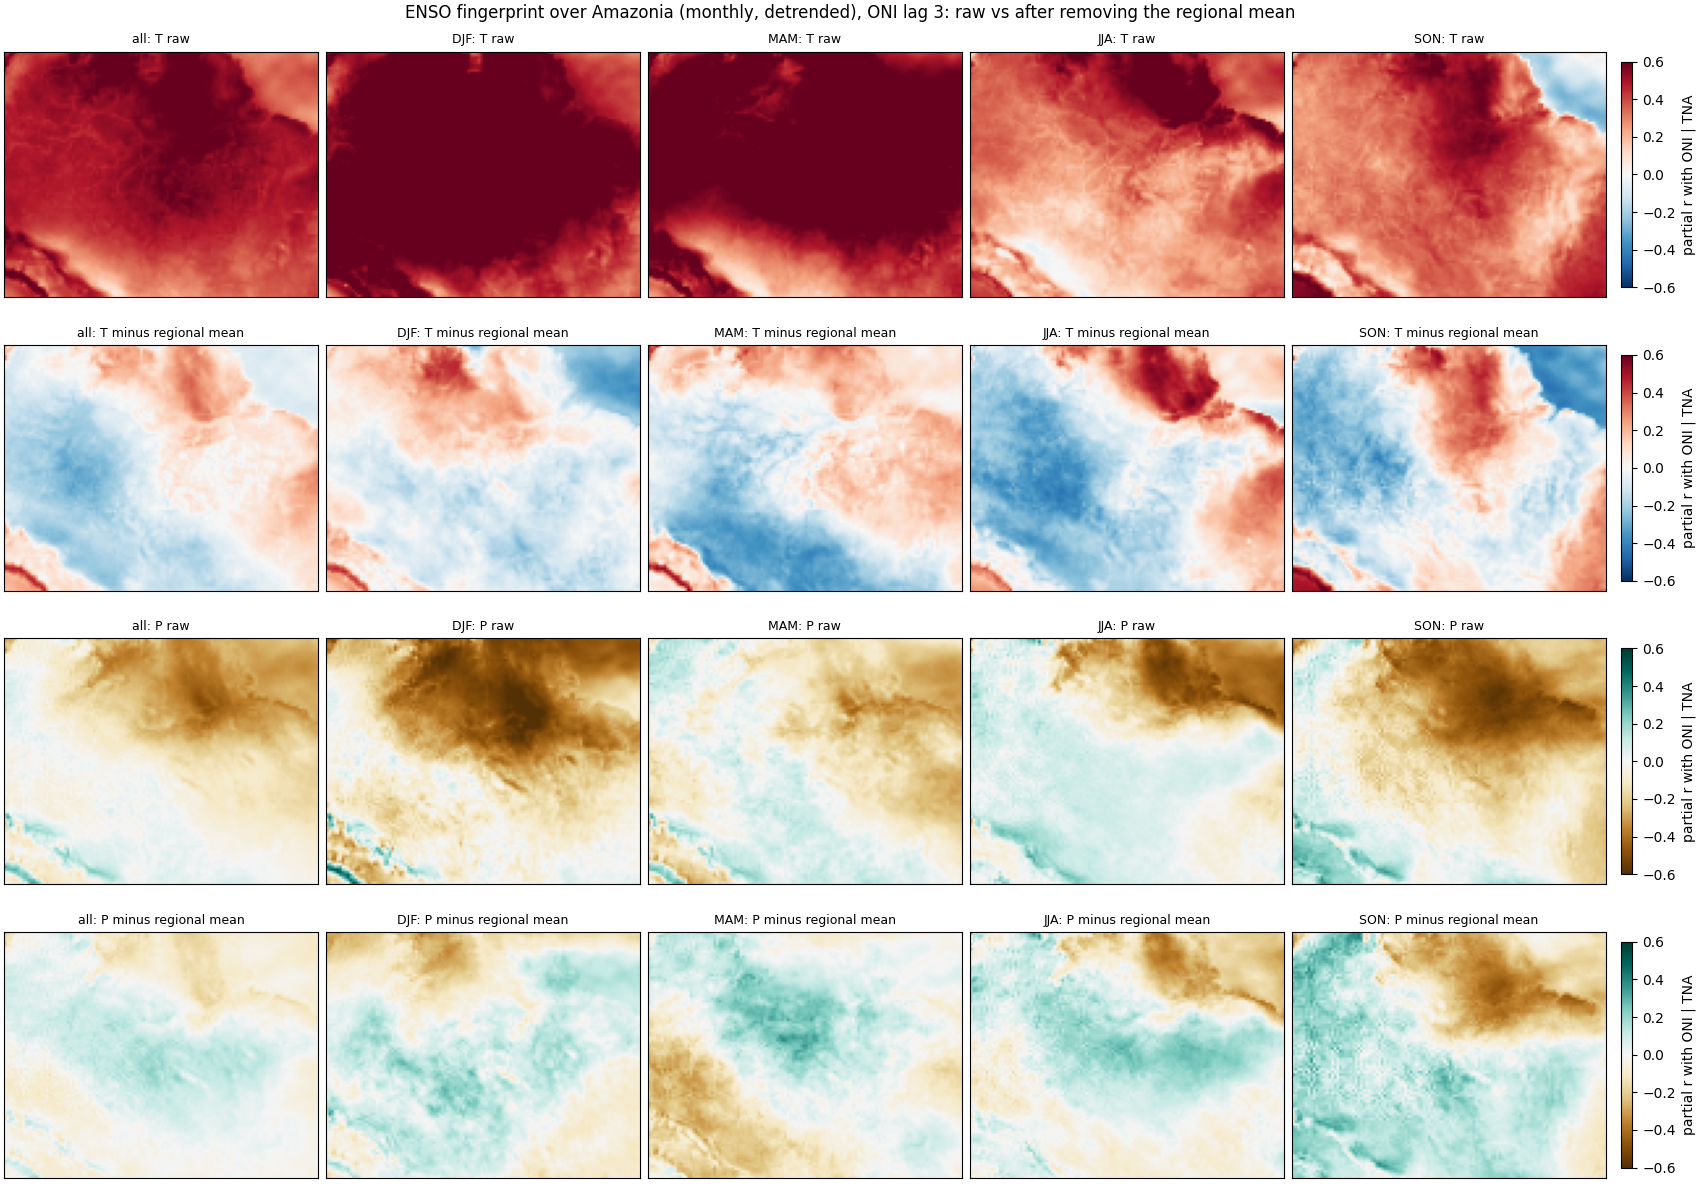 ENSO fingerprint over Amazonia (monthly, detrended), ONI lag 3: raw vs after removing the regional mean
all: T raw
DJF: T raw
MAM: T raw
JJA: T raw
SON: T raw
0.6
0.4
0.2
0.0
−0.2
−0.4
−0.6
partial r with ONI | TNA
all: T minus regional mean
DJF: T minus regional mean
MAM: T minus regional mean
JJA: T minus regional mean
SON: T minus regional mean
0.6
0.4
0.2
0.0
−0.2
−0.4
−0.6
partial r with ONI | TNA
all: P raw
DJF: P raw
MAM: P raw
JJA: P raw
SON: P raw
0.6
0.4
0.2
0.0
−0.2
−0.4
−0.6
partial r with ONI | TNA
all: P minus regional mean
DJF: P minus regional mean
MAM: P minus regional mean
JJA: P minus regional mean
SON: P minus regional mean
0.6
0.4
0.2
0.0
−0.2
−0.4
−0.6
partial r with ONI | TNA